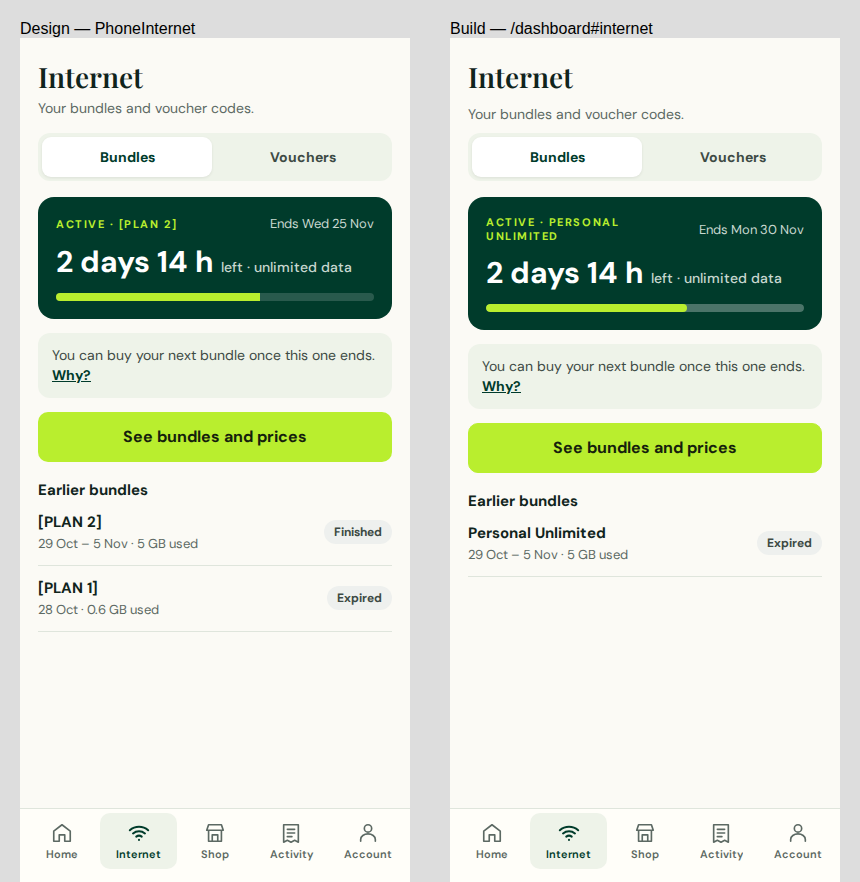 Design — PhoneInternet
Internet
Your bundles and voucher codes.
Bundles
Vouchers
ACTIVE · [PLAN 2]
Ends Wed 25 Nov
2 days 14 h left · unlimited data
You can buy your next bundle once this one ends.
Why?
See bundles and prices
Earlier bundles
[PLAN 2]
29 Oct – 5 Nov · 5 GB used
Finished
[PLAN 1]
28 Oct · 0.6 GB used
Expired
Home
Internet
Shop
Activity
Account
Build — /dashboard#internet
Internet
Your bundles and voucher codes.
Bundles
Vouchers
ACTIVE · PERSONAL
UNLIMITED
Ends Mon 30 Nov
2 days 14 h left · unlimited data
You can buy your next bundle once this one ends.
Why?
See bundles and prices
Earlier bundles
Personal Unlimited
29 Oct – 5 Nov · 5 GB used
Expired
Home
Internet
Shop
Activity
Account